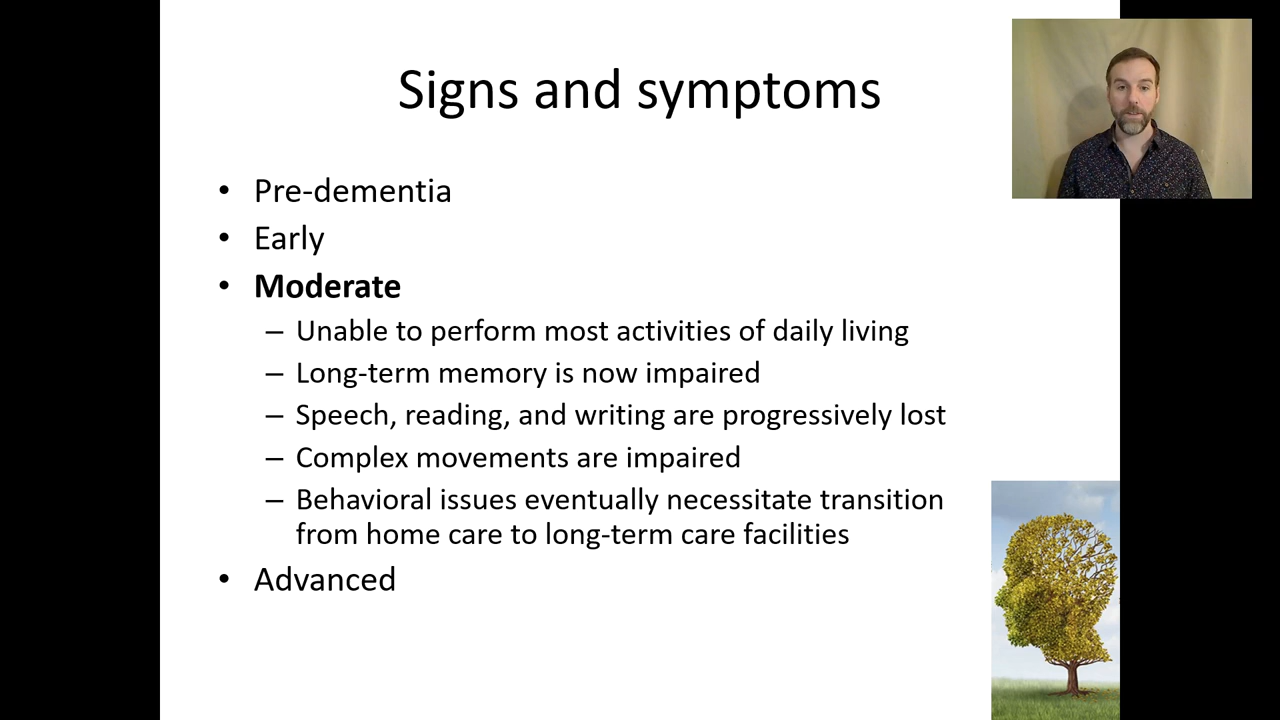 Signs and symptoms
• Pre-dementia
• Early
• Moderate
– Unable to perform most activities of daily living
– Long-term memory is now impaired
– Speech, reading, and writing are progressively lost
– Complex movements are impaired
– Behavioral issues eventually necessitate transition
from home care to long-term care facilities
• Advanced